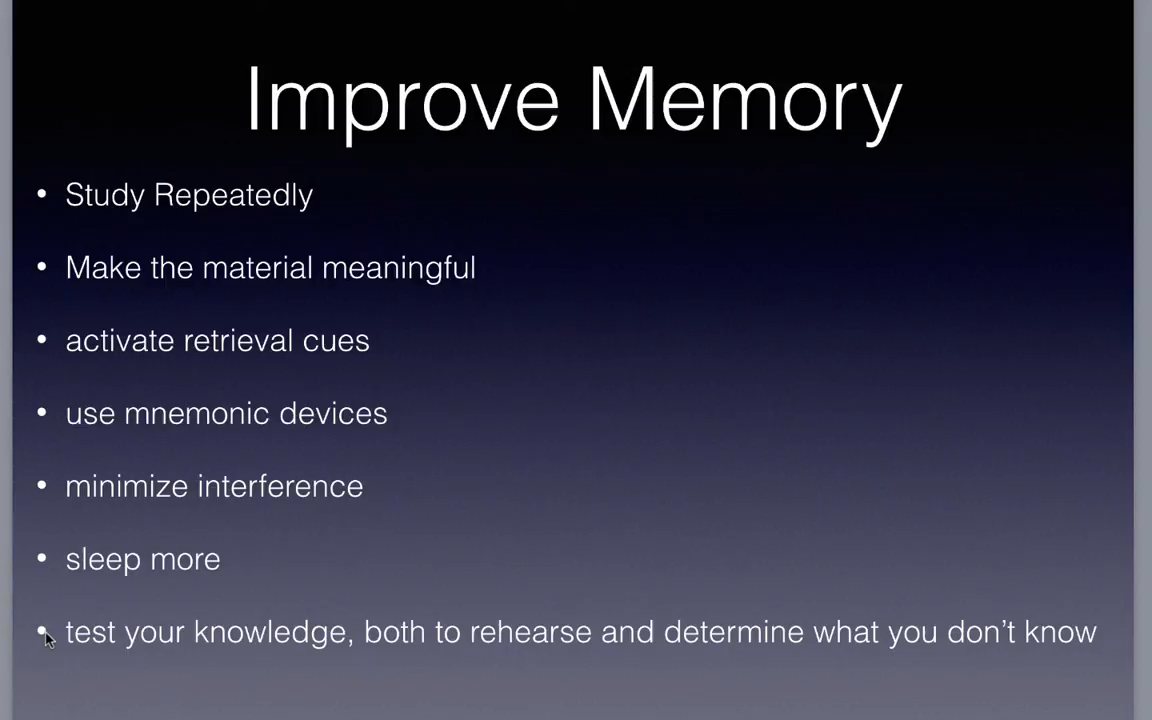 Improve Memory
• Study Repeatedly
• Make the material meaningful
• activate retrieval cues
• use mnemonic devices
• minimize interference
• sleep more
• test your knowledge, both to rehearse and determine what you don’t know